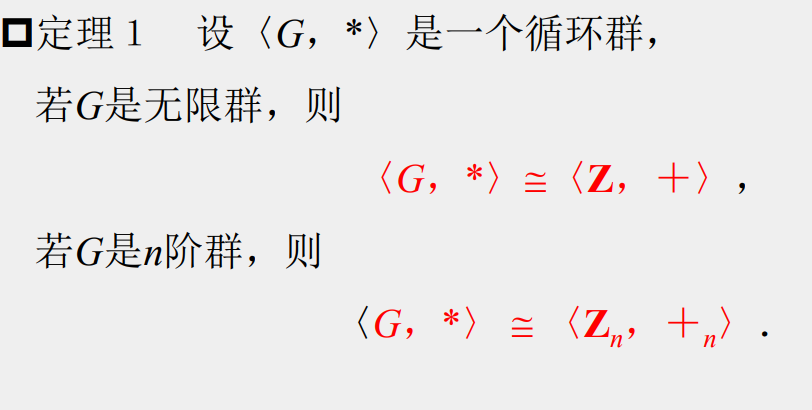 定理 1 设〈G，*〉是一个循环群，
若G是无限群，则
〈G，*〉≅〈Z，＋〉，
若G是n阶群，则
〈G，*〉≅〈Zₙ，＋ₙ〉.